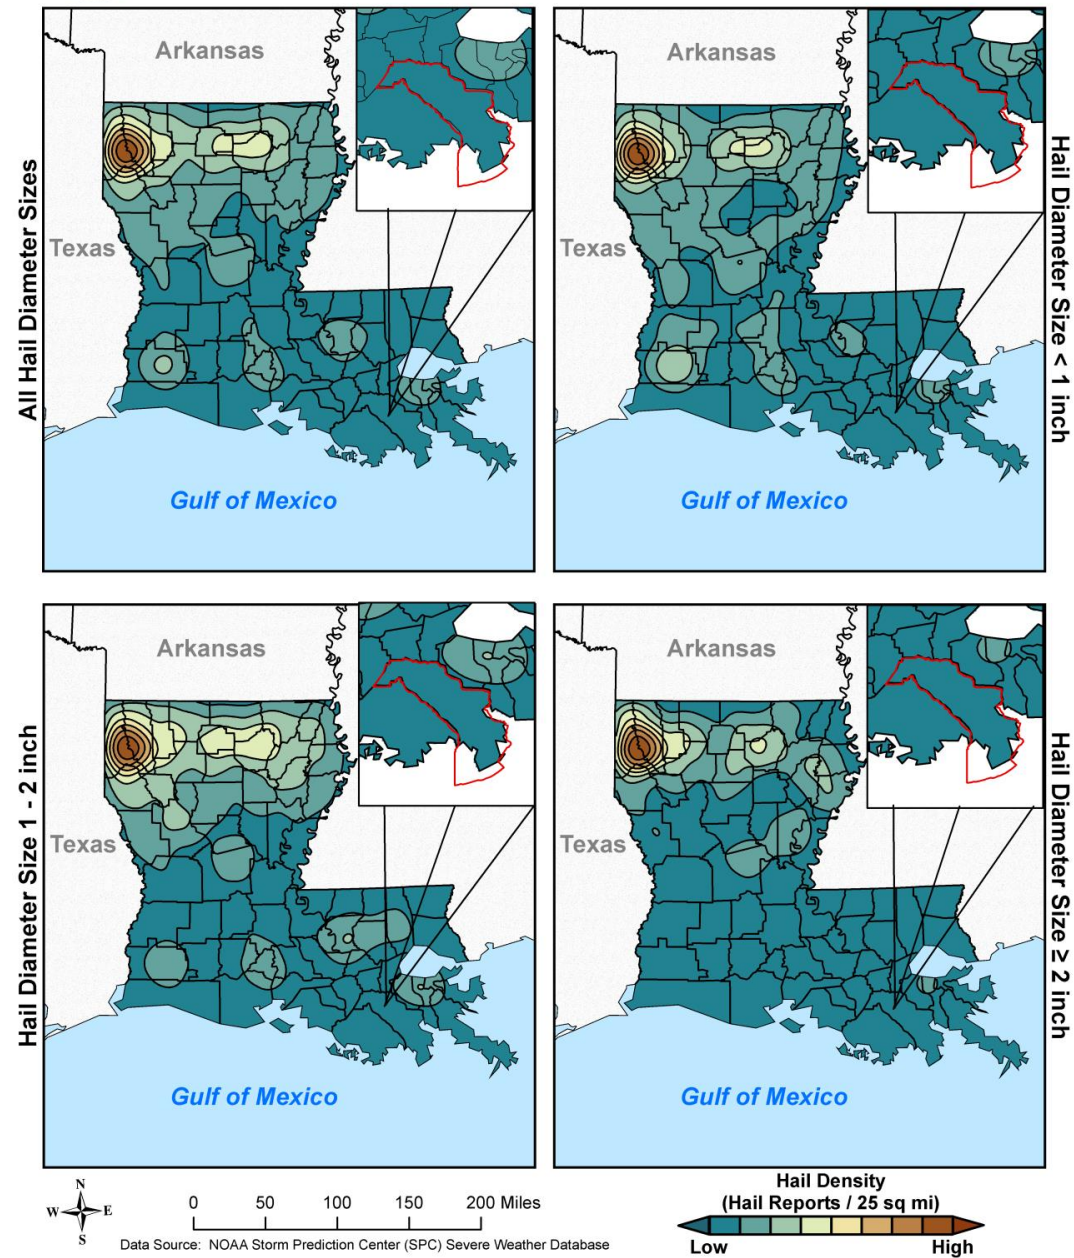 All Hail Diameter Sizes
Arkansas
Texas
Gulf of Mexico
Hail Diameter Size < 1 inch
Arkansas
Texas
Gulf of Mexico
Hail Diameter Size 1 - 2 inch
Arkansas
Texas
Gulf of Mexico
Hail Diameter Size ≥ 2 inch
Arkansas
Texas
Gulf of Mexico
N
W E
S
0 50 100 150 200 Miles
Data Source: NOAA Storm Prediction Center (SPC) Severe Weather Database
Hail Density
(Hail Reports / 25 sq mi)
Low High